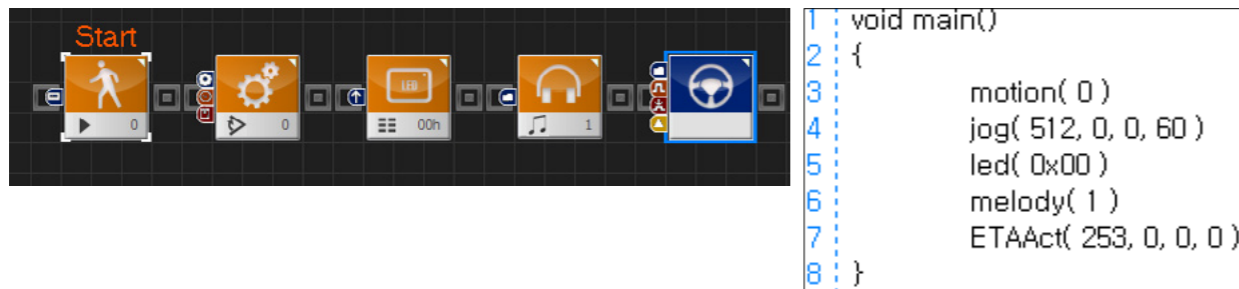 Start
0
0
LED
00h
1
1 void main()
2 {
3 motion( 0 )
4 jog( 512, 0, 0, 60 )
5 led( 0x00 )
6 melody( 1 )
7 ETAAct( 253, 0, 0, 0 )
8 }